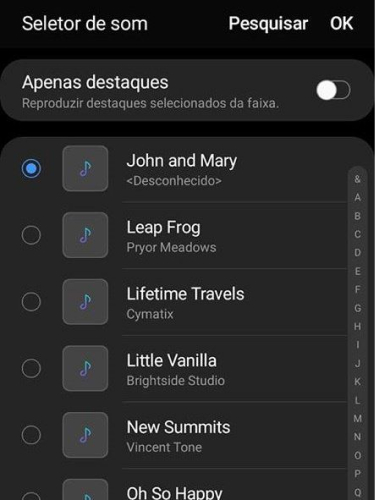 Seletor de som Pesquisar OK
Apenas destaques
Reproduzir destaques selecionados da faixa.
John and Mary
<Desconhecido>
Leap Frog
Pryor Meadows
Lifetime Travels
Cymatix
Little Vanilla
Brightside Studio
New Summits
Vincent Tone
Oh So Happy
&
A
B
C
D
E
F
G
H
I
J
K
L
M
N
O
P
Q